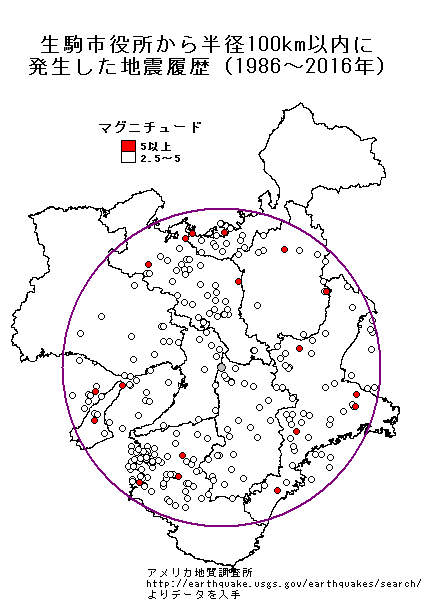 生駒市役所から半径100km以内に
発生した地震履歴（1986～2016年）
マグニチュード
5以上
2.5～5
アメリカ地質調査所
http://earthquake.usgs.gov/earthquakes/search/
よりデータを入手